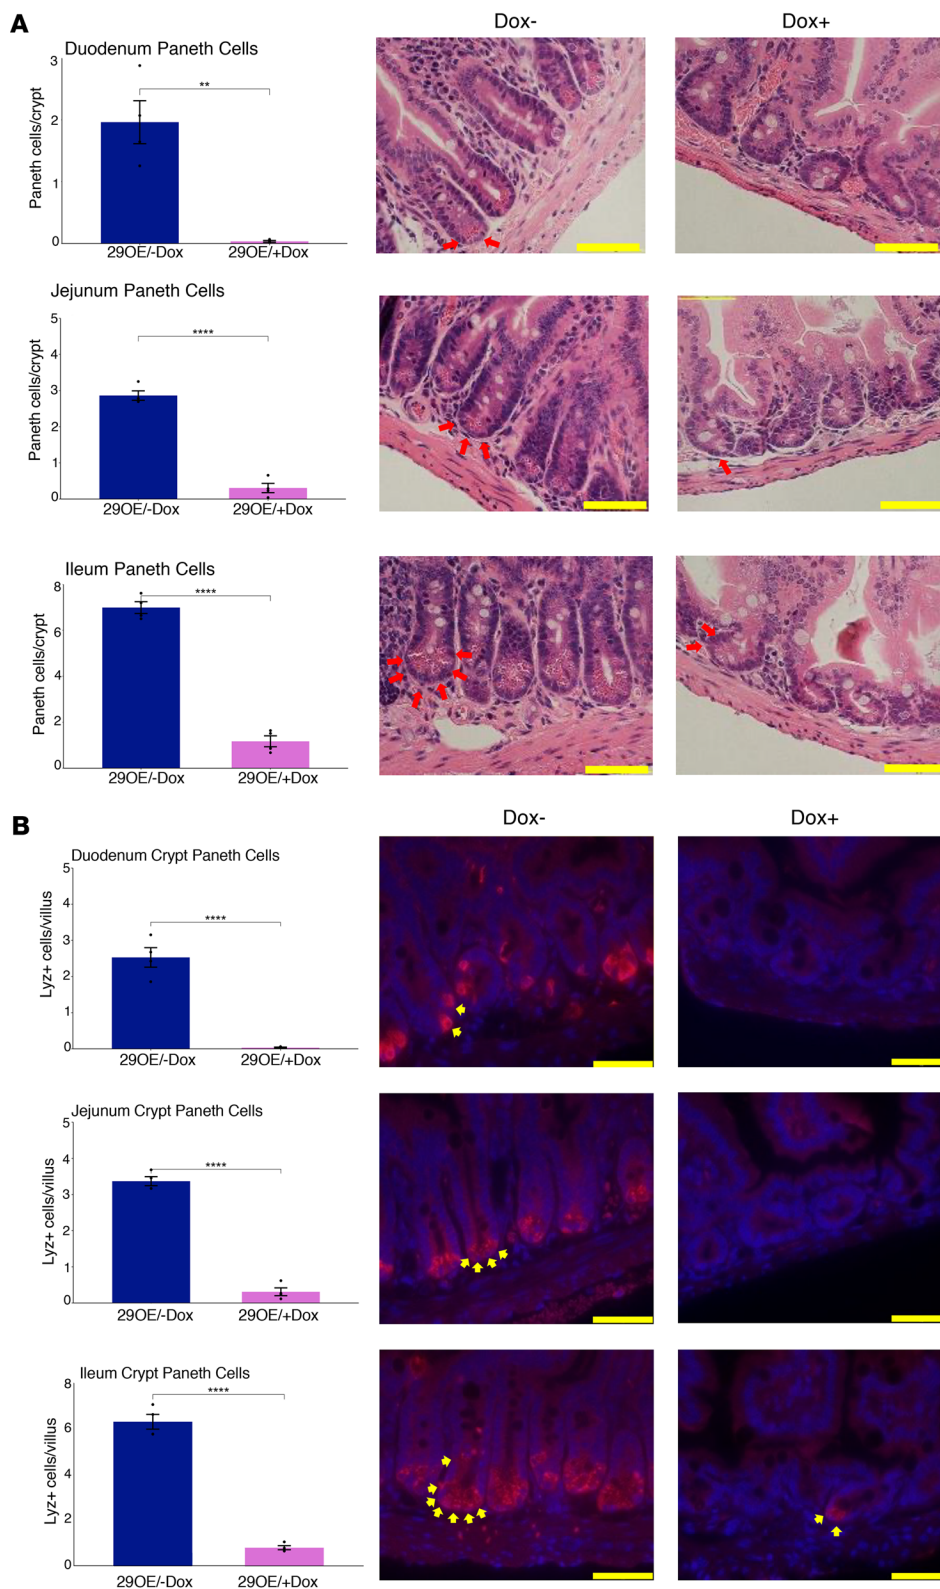 A
Dox-
Dox+
Duodenum Paneth Cells
Paneth cells/crypt
3
2
1
0
**
29OE/-Dox
29OE/+Dox
Jejunum Paneth Cells
Paneth cells/crypt
5
4
3
2
1
0
****
29OE/-Dox
29OE/+Dox
Ileum Paneth Cells
Paneth cells/crypt
8
6
4
2
0
****
29OE/-Dox
29OE/+Dox
B
Dox-
Dox+
Duodenum Crypt Paneth Cells
Lyz+ cells/villus
5
4
3
2
1
0
****
29OE/-Dox
29OE/+Dox
Jejunum Crypt Paneth Cells
Lyz+ cells/villus
5
4
3
2
1
0
****
29OE/-Dox
29OE/+Dox
Ileum Crypt Paneth Cells
Lyz+ cells/villus
8
6
4
2
0
****
29OE/-Dox
29OE/+Dox